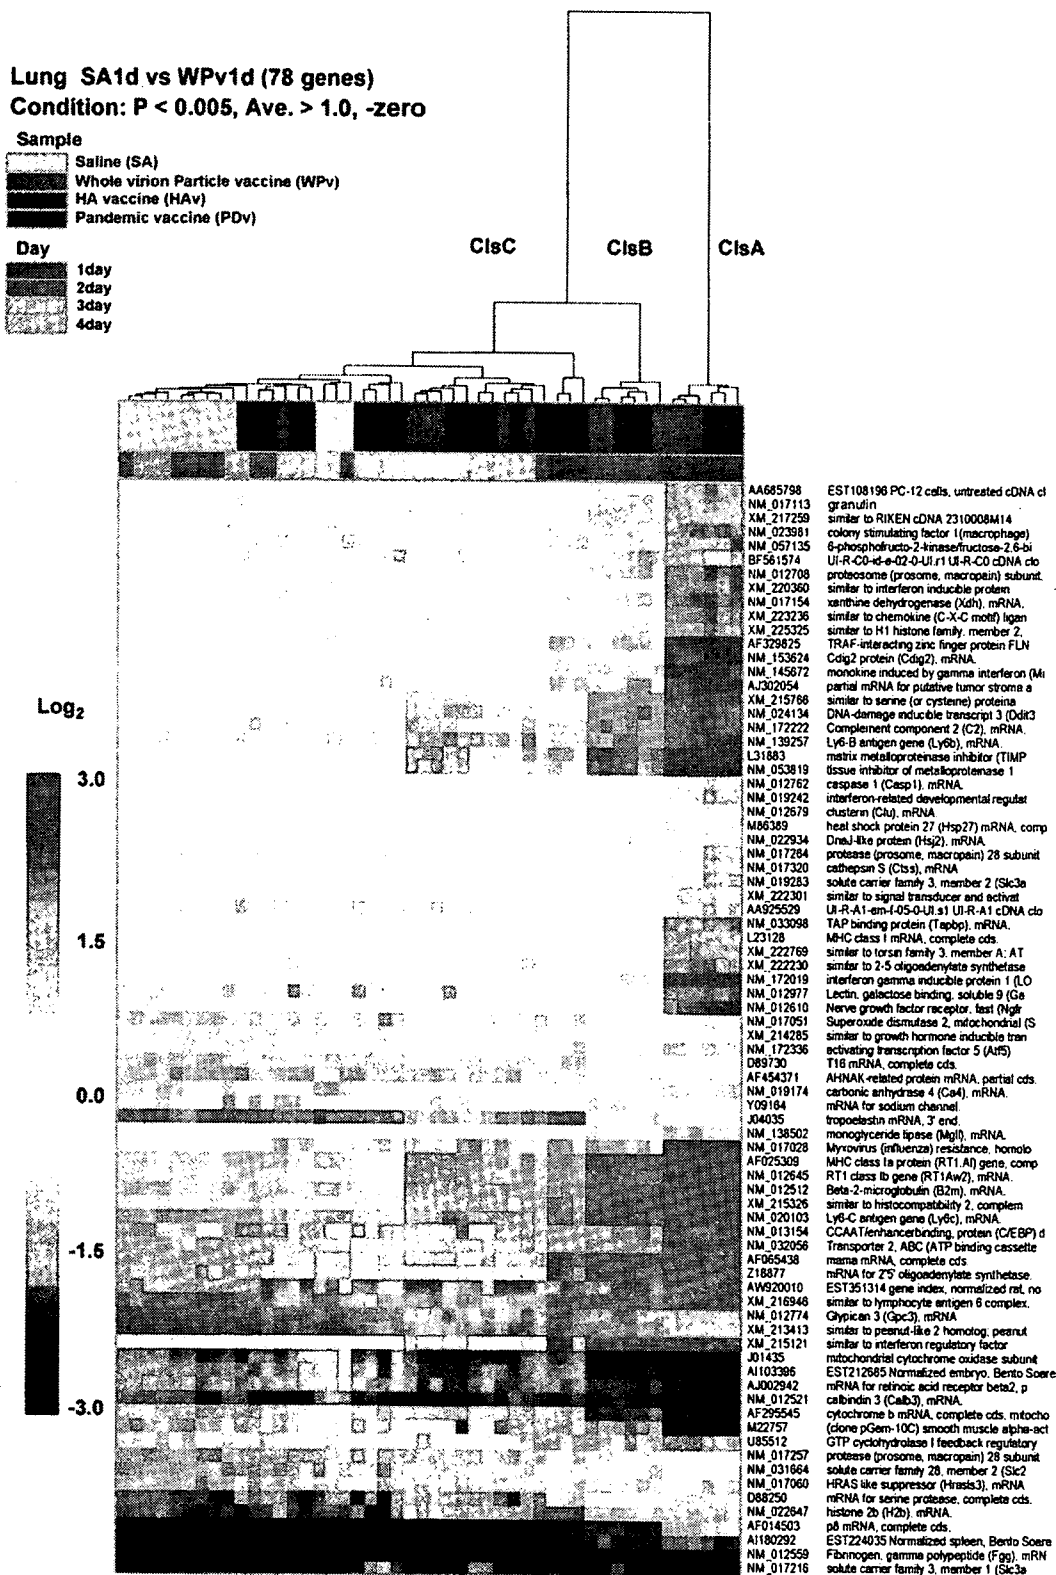 Lung SA1d vs WPv1d (78 genes)
Condition: P < 0.005, Ave. > 1.0, -zero
Sample
Saline (SA)
Whole virion Particle vaccine (WPv)
HA vaccine (HAv)
Pandemic vaccine (PDv)
Day
1day
2day
3day
4day
ClsC ClsB ClsA
Log2
3.0
1.5
0.0
-1.5
-3.0
AA685798 EST108196 PC-12 cells, untreated cDNA cl
NM_017113 granulin
XM_217259 similar to RIKEN cDNA 2310008M14
NM_023981 colony stimulating factor 1(macrophage)
NM_057135 6-phosphofructo-2-kinase/fructose-2,6-bi
BF561574 UI-R-C0-id-e-02-0-UI.r1 UI-R-C0 cDNA clo
NM_012708 proteosome (prosome, macropain) subunit.
XM_220360 similar to interferon inducible protein
NM_017154 xanthine dehydrogenase (Xdh), mRNA.
XM_223236 similar to chemokine (C-X-C motif) ligan
XM_225325 similar to H1 histone family, member 2,
AF329825 TRAF-interacting zinc finger protein FLN
NM_153624 Cdig2 protein (Cdig2), mRNA.
NM_145672 monokine induced by gamma interferon (Mi
AJ302054 partial mRNA for putative tumor stroma a
XM_215766 similar to serine (or cysteine) proteina
NM_024134 DNA-damage inducible transcript 3 (Ddit3
NM_172222 Complement component 2 (C2), mRNA.
NM_139257 Ly6-B antigen gene (Ly6b), mRNA.
L31883 matrix metalloproteinase inhibitor (TIMP
NM_053819 tissue inhibitor of metalloproteinase 1
NM_012762 caspase 1 (Casp1), mRNA.
NM_019242 interferon-related developmental regulat
NM_012679 clusterin (Clu), mRNA
M86389 heat shock protein 27 (Hsp27) mRNA, comp
NM_022934 DnaJ-like protein (Hsj2), mRNA
NM_017264 protease (prosome, macropain) 28 subunit
NM_017320 cathepsin S (Ctss), mRNA
NM_019283 solute carrier family 3, member 2 (Slc3a
XM_222301 similar to signal transducer and activat
AA925529 UI-R-A1-em-f-05-0-UI.s1 UI-R-A1 cDNA clo
NM_033098 TAP binding protein (Tapbp), mRNA.
L23128 MHC class I mRNA, complete cds.
XM_222769 similar to torsin family 3, member A; AT
XM_222230 similar to 2-5 oligoadenylate synthetase
NM_172019 interferon gamma inducible protein 1 (LO
NM_012977 Lectin, galactose binding, soluble 9 (Ga
NM_012610 Nerve growth factor receptor, fast (Ngfr
NM_017051 Superoxide dismutase 2, mitochondrial (S
XM_214285 similar to growth hormone inducible tran
NM_172336 activating transcription factor 5 (Atf5)
D89730 T16 mRNA, complete cds.
AF454371 AHNAK-related protein mRNA, partial cds.
NM_019174 carbonic anhydrase 4 (Ca4), mRNA.
Y09164 mRNA for sodium channel.
J04035 tropoelastin mRNA, 3' end.
NM_138502 monoglyceride lipase (Mgll), mRNA.
NM_017028 Myxovirus (influenza) resistance, homolo
AF025309 MHC class Ia protein (RT1.Al) gene, comp
NM_012645 RT1 class Ib gene (RT1Aw2), mRNA.
NM_012512 Beta-2-microglobulin (B2m), mRNA.
XM_215326 similar to histocompatibility 2, complem
NM_020103 Ly6-C antigen gene (Ly6c), mRNA.
NM_013154 CCAAT/enhancerbinding, protein (C/EBP) d
NM_032056 Transporter 2, ABC (ATP binding cassette
AF065438 mama mRNA, complete cds
Z18877 mRNA for 2'5' oligoadenylate synthetase.
AW920010 EST351314 gene index, normalized rat, no
XM_216946 similar to lymphocyte antigen 6 complex.
NM_012774 Glypican 3 (Gpc3), mRNA
XM_213413 similar to peanut-like 2 homolog; peanut
XM_215121 similar to interferon regulatory factor
J01435 mitochondrial cytochrome oxidase subunit
AI103396 EST212685 Normalized embryo, Bento Soare
AJ002942 mRNA for retinoic acid receptor beta2, p
NM_012521 calbindin 3 (Calb3), mRNA.
AF295545 cytochrome b mRNA, complete cds, mitocho
M22757 (clone pGem-10C) smooth muscle alpha-act
U85512 GTP cyclohydrolase I feedback regulatory
NM_017257 protease (prosome, macropain) 28 subunit
NM_031664 solute carrier family 28, member 2 (Slc2
NM_017060 HRAS like suppressor (Hrasls3), mRNA
D88250 mRNA for serine protease, complete cds.
NM_022647 histone 2b (H2b), mRNA.
AF014503 p8 mRNA, complete cds.
AI180292 EST224035 Normalized spleen, Bento Soare
NM_012559 Fibrinogen, gamma polypeptide (Fgg), mRN
NM_017216 solute carrier family 3, member 1 (Slc3a